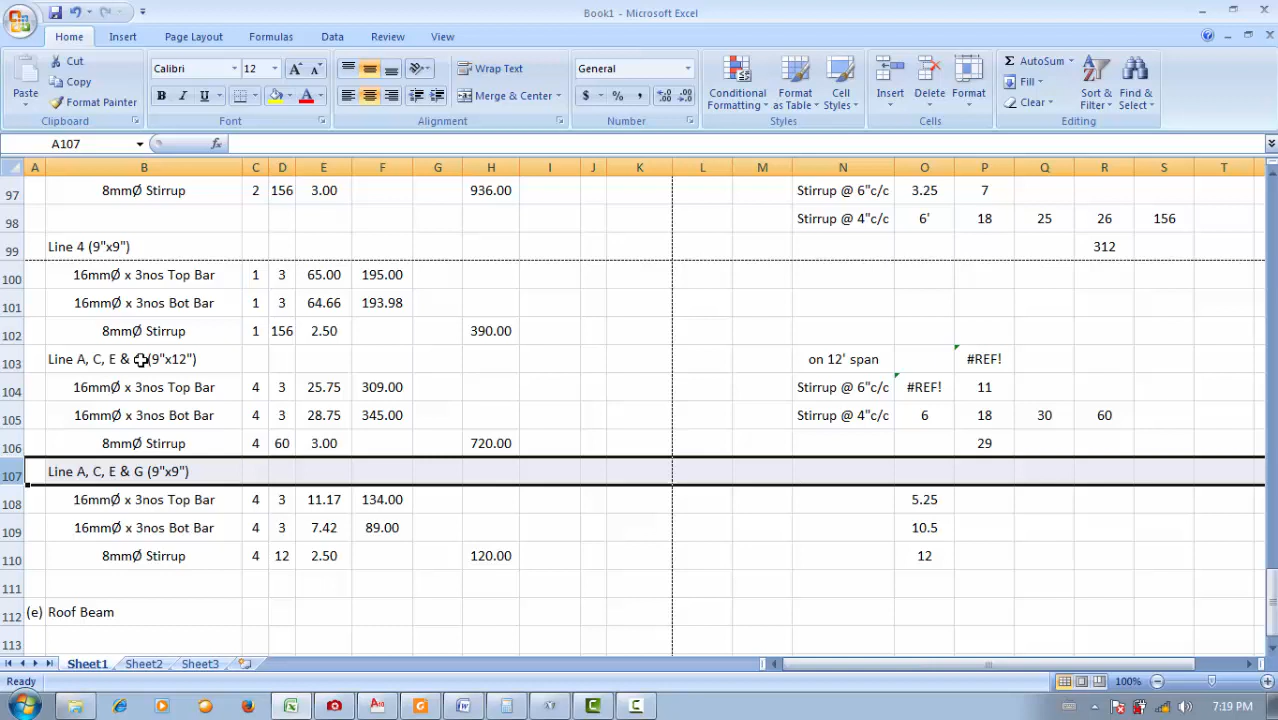 Book1 - Microsoft Excel
Home Insert Page Layout Formulas Data Review View
Paste Cut Copy Format Painter Clipboard
Calibri 12 A A B I U A Font
Wrap Text Merge & Center Alignment
General $ % , Number
Conditional Formatting Format as Table Cell Styles Styles
Insert Delete Format Cells
AutoSum Fill Clear Sort & Filter Find & Select Editing
A107 fx
A B C D E F G H I J K L M N O P Q R S T
97 8mmØ Stirrup 2 156 3.00 936.00 Stirrup @ 6"c/c 3.25 7
98 Stirrup @ 4"c/c 6' 18 25 26 156
99 Line 4 (9"x9") 312
100 16mmØ x 3nos Top Bar 1 3 65.00 195.00
101 16mmØ x 3nos Bot Bar 1 3 64.66 193.98
102 8mmØ Stirrup 1 156 2.50 390.00
103 Line A, C, E & (9"x12") on 12' span #REF!
104 16mmØ x 3nos Top Bar 4 3 25.75 309.00 Stirrup @ 6"c/c #REF! 11
105 16mmØ x 3nos Bot Bar 4 3 28.75 345.00 Stirrup @ 4"c/c 6 18 30 60
106 8mmØ Stirrup 4 60 3.00 720.00 29
107 Line A, C, E & G (9"x9")
108 16mmØ x 3nos Top Bar 4 3 11.17 134.00 5.25
109 16mmØ x 3nos Bot Bar 4 3 7.42 89.00 10.5
110 8mmØ Stirrup 4 12 2.50 120.00 12
111
112 (e) Roof Beam
113
Sheet1 Sheet2 Sheet3
Ready 100%
7:19 PM